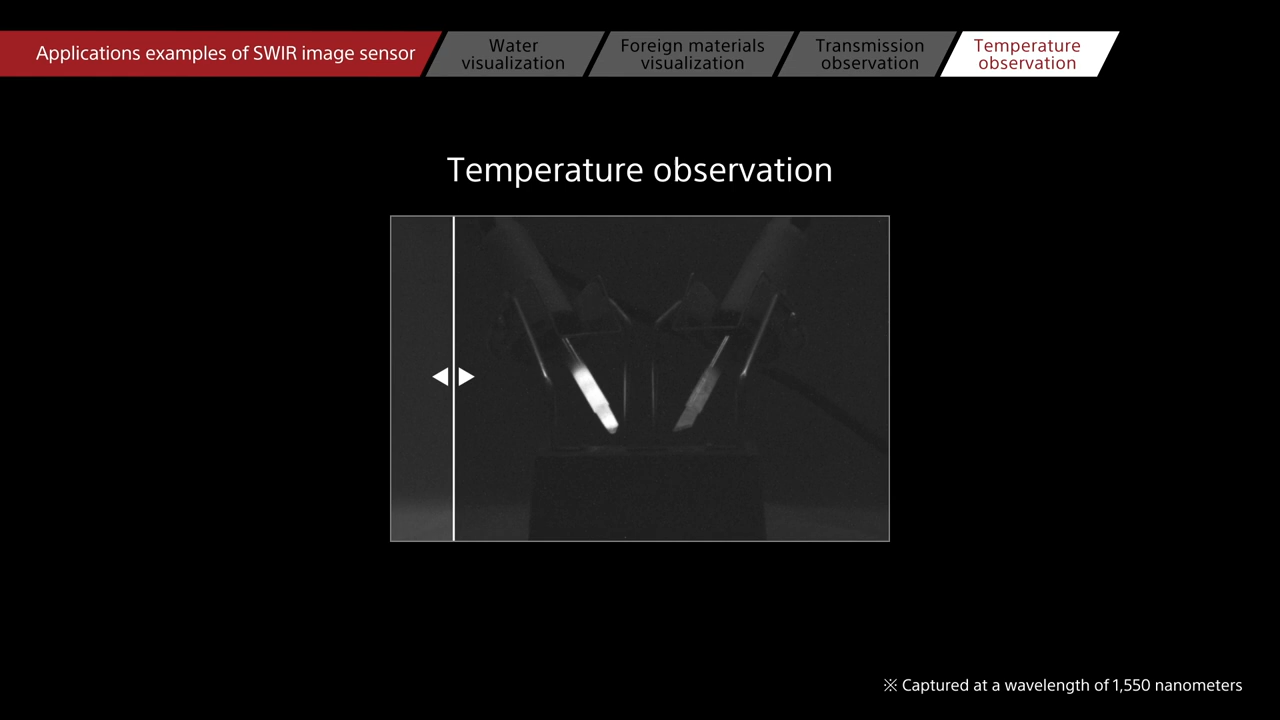 Applications examples of SWIR image sensor
Water
visualization
Foreign materials
visualization
Transmission
observation
Temperature
observation
Temperature observation
※ Captured at a wavelength of 1,550 nanometers